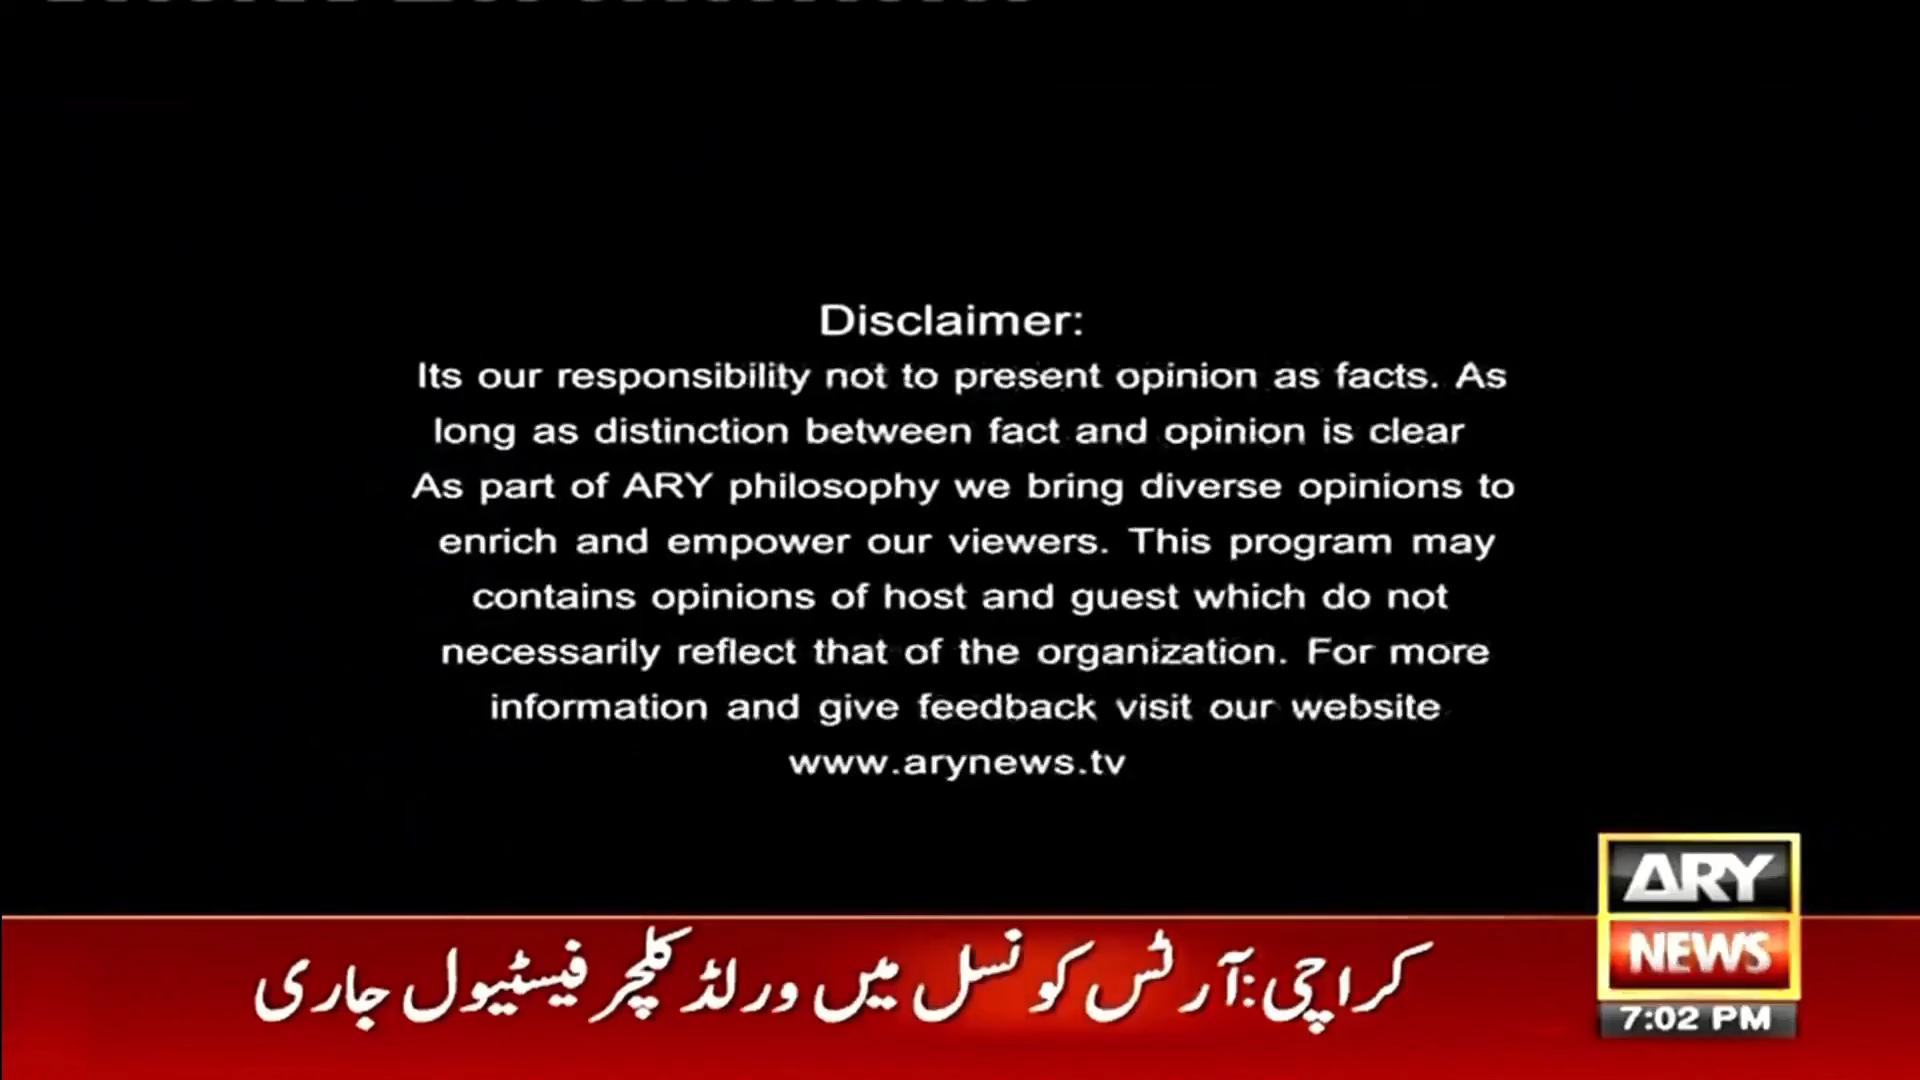 Disclaimer:
Its our responsibility not to present opinion as facts. As
long as distinction between fact and opinion is clear
As part of ARY philosophy we bring diverse opinions to
enrich and empower our viewers. This program may
contains opinions of host and guest which do not
necessarily reflect that of the organization. For more
information and give feedback visit our website
www.arynews.tv
ARY
NEWS
7:02 PM
کراچی:آرٹس کونسل میں ورلڈ کلچر فیسٹیول جاری